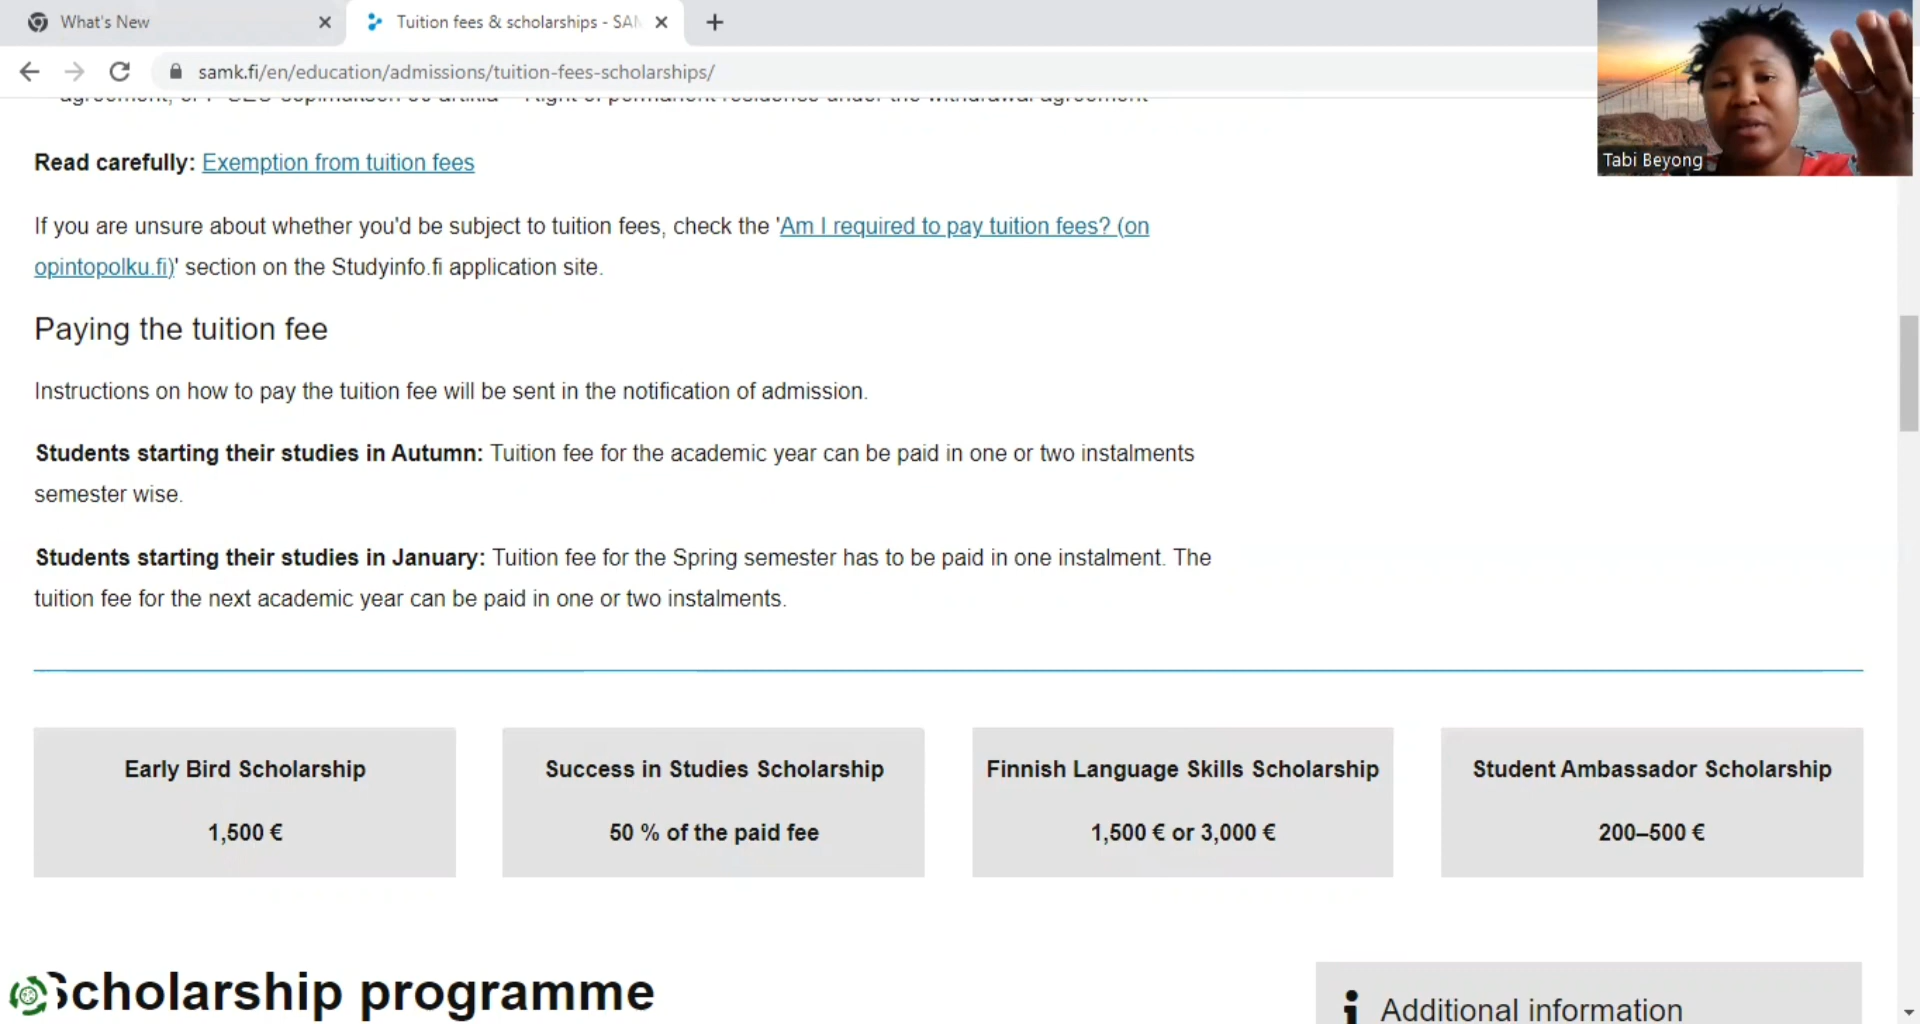 What's New
Tuition fees & scholarships - SAM
samk.fi/en/education/admissions/tuition-fees-scholarships/
Tabi Beyong
Right of permanent residence under the withdrawal agreement
Read carefully: Exemption from tuition fees
If you are unsure about whether you'd be subject to tuition fees, check the 'Am I required to pay tuition fees? (on
opintopolku.fi)' section on the Studyinfo.fi application site.
Paying the tuition fee
Instructions on how to pay the tuition fee will be sent in the notification of admission.
Students starting their studies in Autumn: Tuition fee for the academic year can be paid in one or two instalments
semester wise.
Students starting their studies in January: Tuition fee for the Spring semester has to be paid in one instalment. The
tuition fee for the next academic year can be paid in one or two instalments.
Early Bird Scholarship
1,500 €
Success in Studies Scholarship
50 % of the paid fee
Finnish Language Skills Scholarship
1,500 € or 3,000 €
Student Ambassador Scholarship
200–500 €
Scholarship programme
Additional information